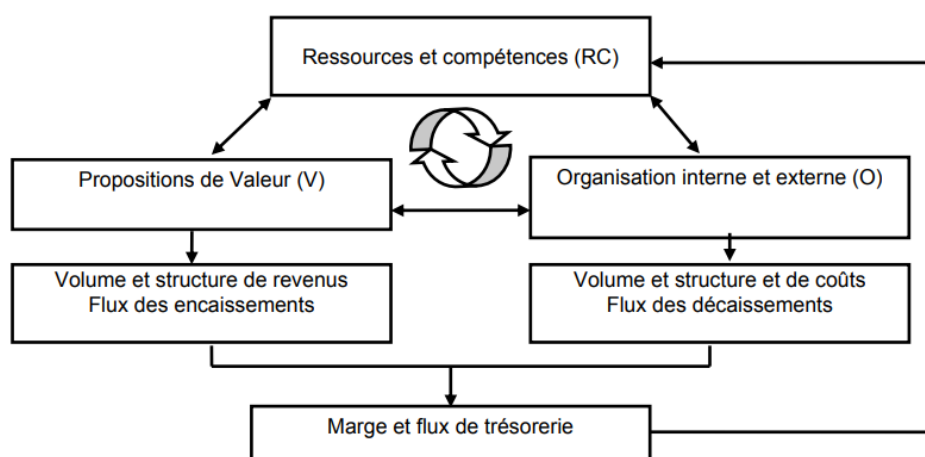 Ressources et compétences (RC)
Propositions de Valeur (V)
Organisation interne et externe (O)
Volume et structure de revenus
Flux des encaissements
Volume et structure et de coûts
Flux des décaissements
Marge et flux de trésorerie